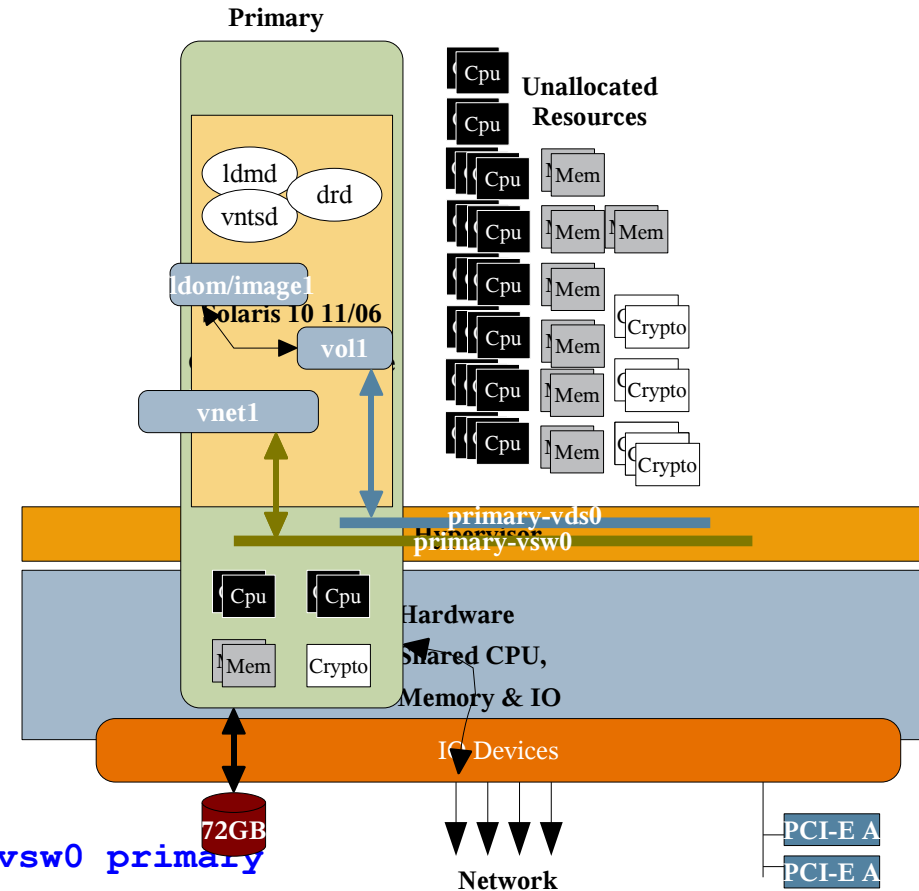 Primary
Cpu
Unallocated
Resources
Cpu
Cpu
Mem
Cpu
Mem
Mem
Cpu
Mem
Cpu
Mem
Crypto
Cpu
Mem
Crypto
Cpu
Mem
Crypto
ldmd
drd
vntsd
ldom/image1
Solaris 10 11/06
vol1
vnet1
primary-vds0
Hypervisor
primary-vsw0
Cpu
Cpu
Hardware
Mem
Crypto
Shared CPU,
Memory & IO
IO Devices
72GB
vsw0 primary
Network
PCI-E A
PCI-E A